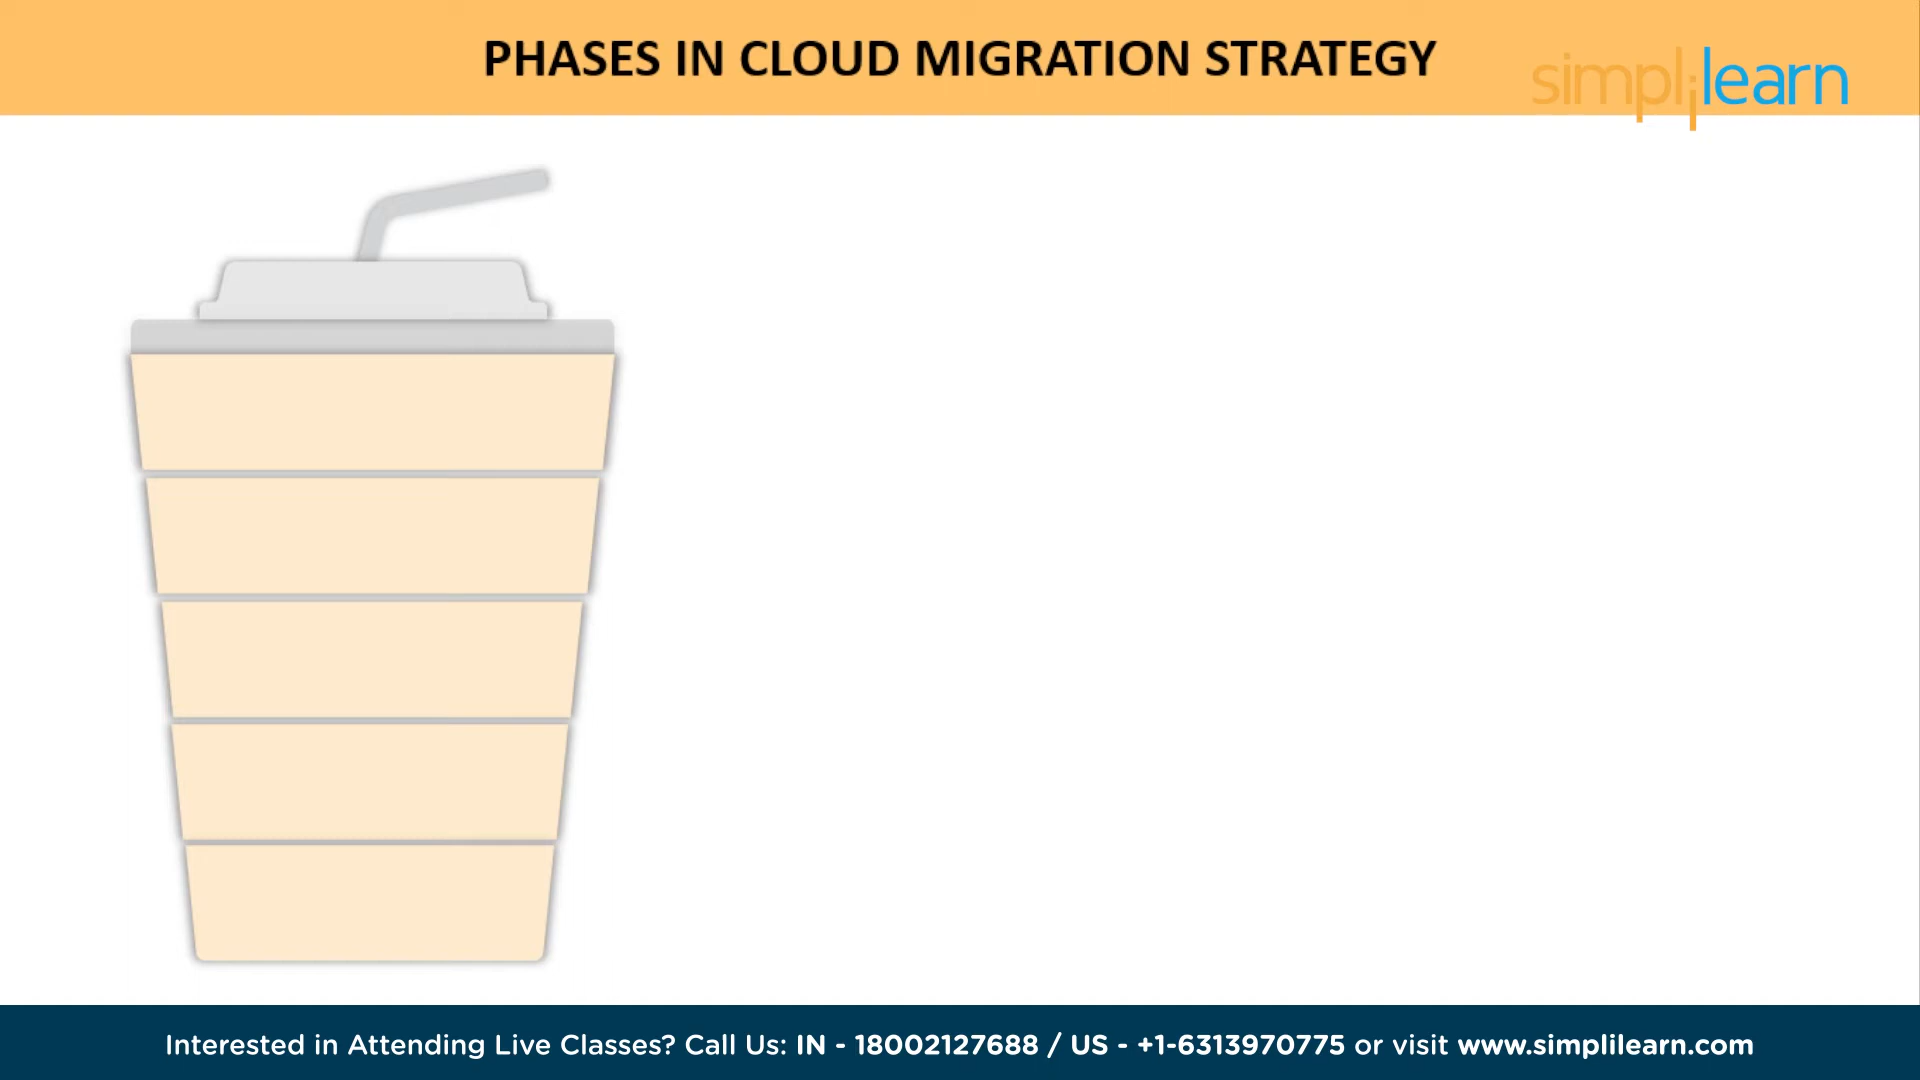 PHASES IN CLOUD MIGRATION STRATEGY
simplilearn
Interested in Attending Live Classes? Call Us: IN - 18002127688 / US - +1-6313970775 or visit www.simplilearn.com